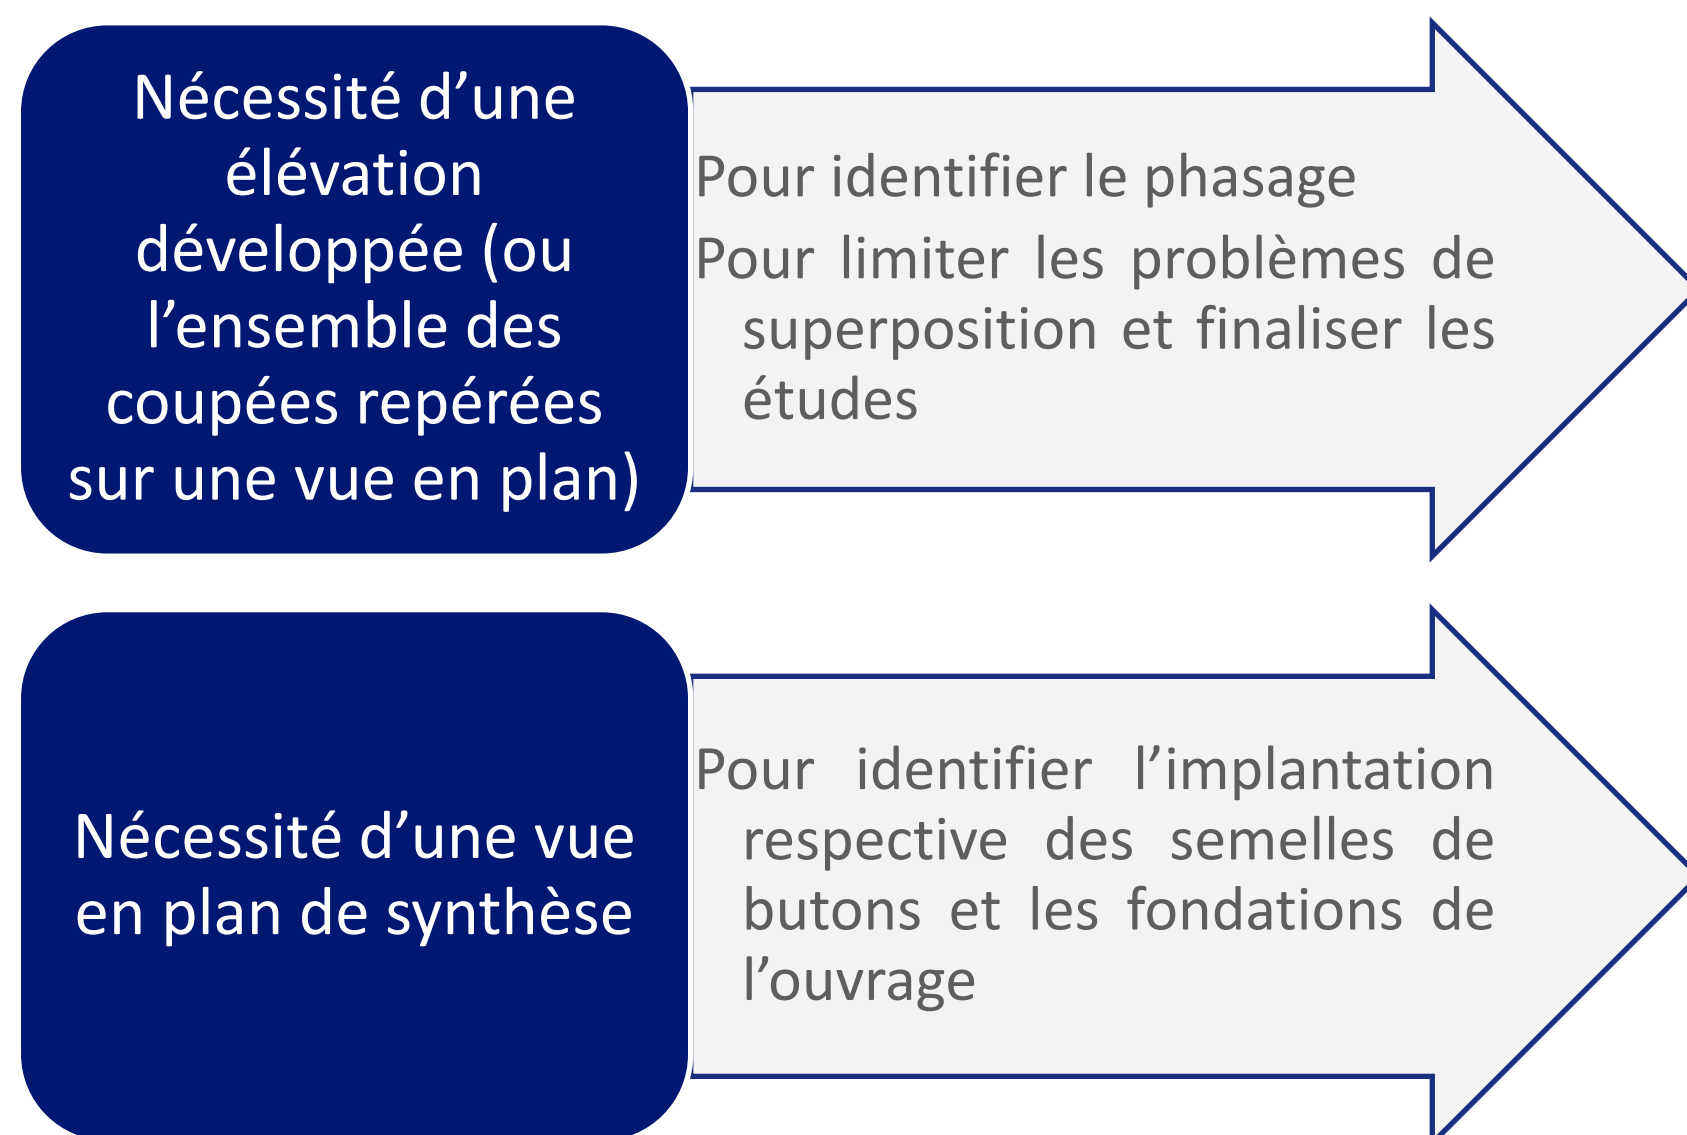 Nécessité d’une
élévation
développée (ou
l’ensemble des
coupées repérées
sur une vue en plan)
Pour identifier le phasage
Pour limiter les problèmes de
superposition et finaliser les
études
Nécessité d’une vue
en plan de synthèse
Pour identifier l’implantation
respective des semelles de
butons et les fondations de
l’ouvrage